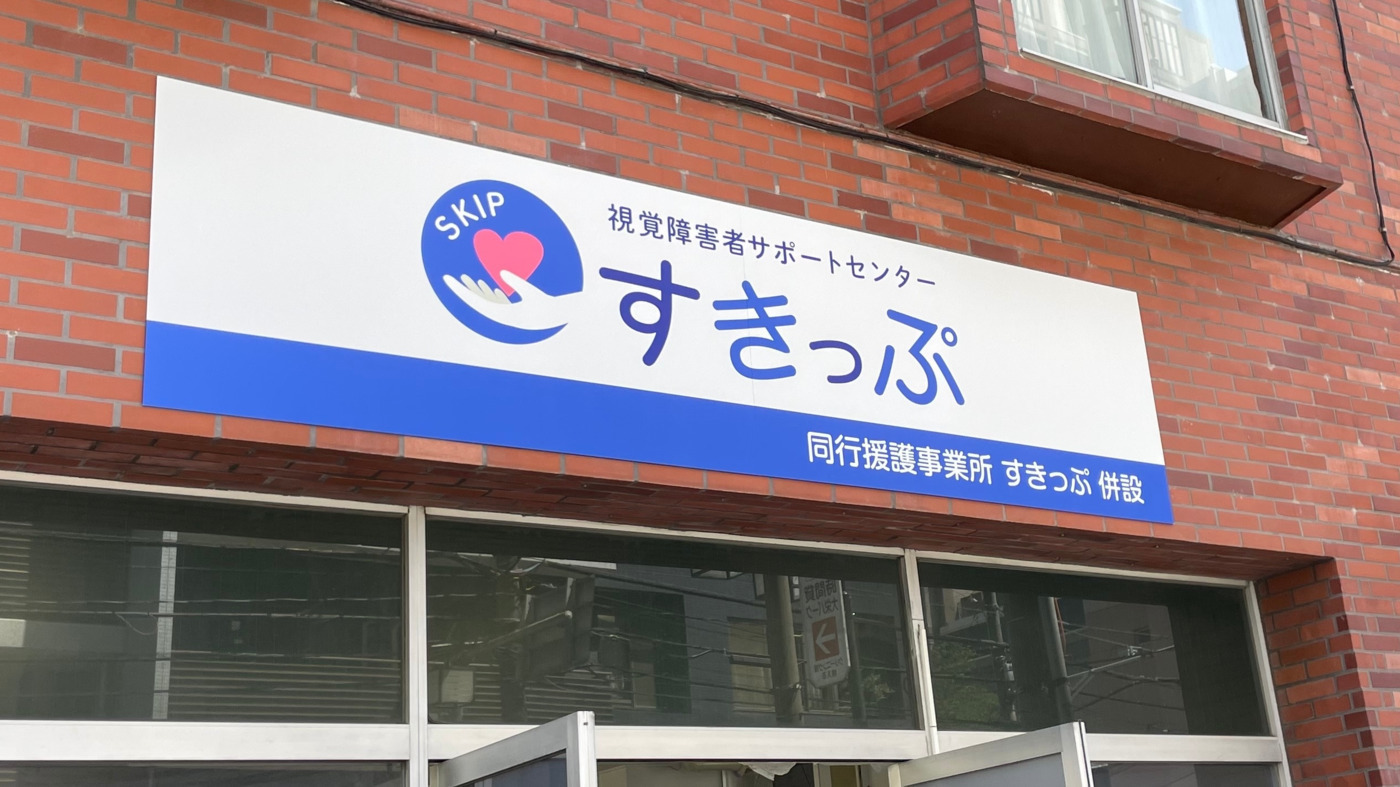 SKIP
視覚障害者サポートセンター
すきっぷ
同行援護事業所 すきっぷ 併設